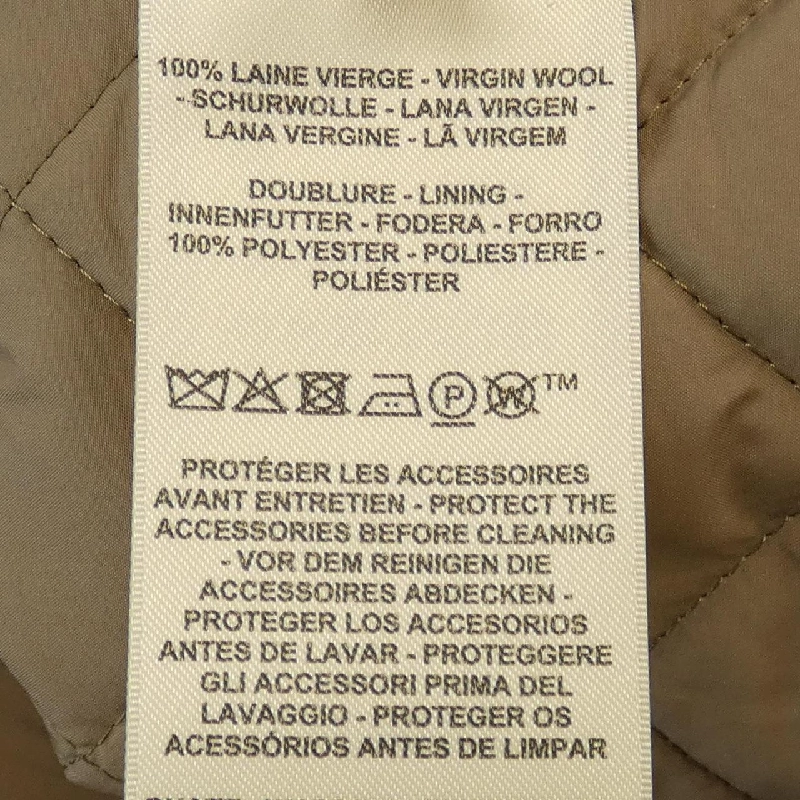 100% LAINE VIERGE - VIRGIN WOOL
- SCHURWOLLE - LANA VIRGEN -
LANA VERGINE - LÃ VIRGEM
DOUBLURE - LINING -
INNENFUTTER - FODERA - FORRO
100% POLYESTER - POLIESTERE -
POLIÉSTER
P W TM
PROTÉGER LES ACCESSOIRES
AVANT ENTRETIEN - PROTECT THE
ACCESSORIES BEFORE CLEANING
- VOR DEM REINIGEN DIE
ACCESSOIRES ABDECKEN -
PROTEGER LOS ACCESORIOS
ANTES DE LAVAR - PROTEGGERE
GLI ACCESSORI PRIMA DEL
LAVAGGIO - PROTEGER OS
ACESSÓRIOS ANTES DE LIMPAR